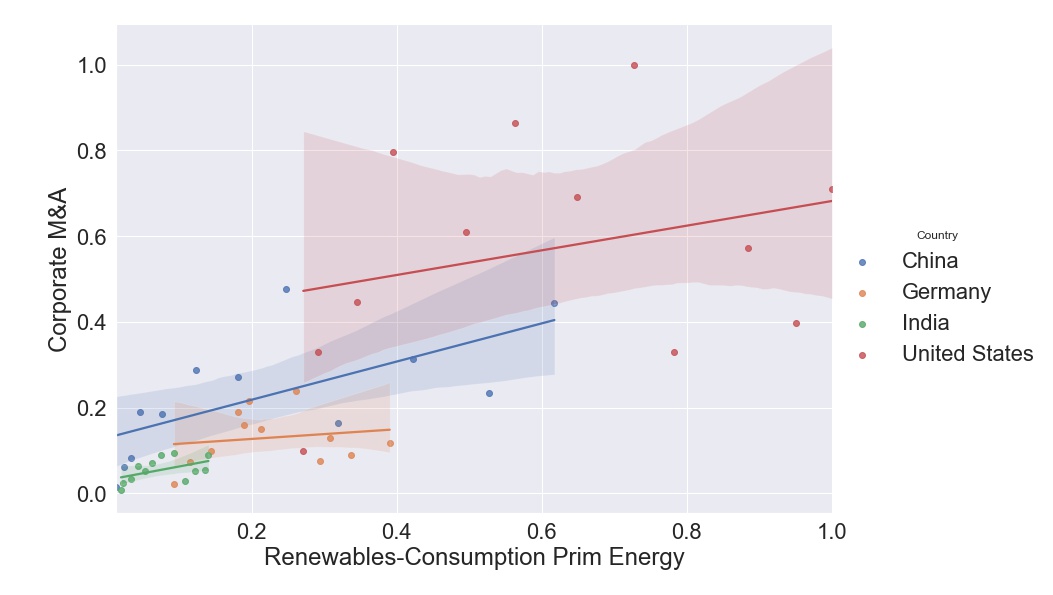 1.0
0.8
0.6
0.4
0.2
0.0
Corporate M&A
0.2
0.4
0.6
0.8
1.0
Renewables-Consumption Prim Energy
Country
China
Germany
India
United States